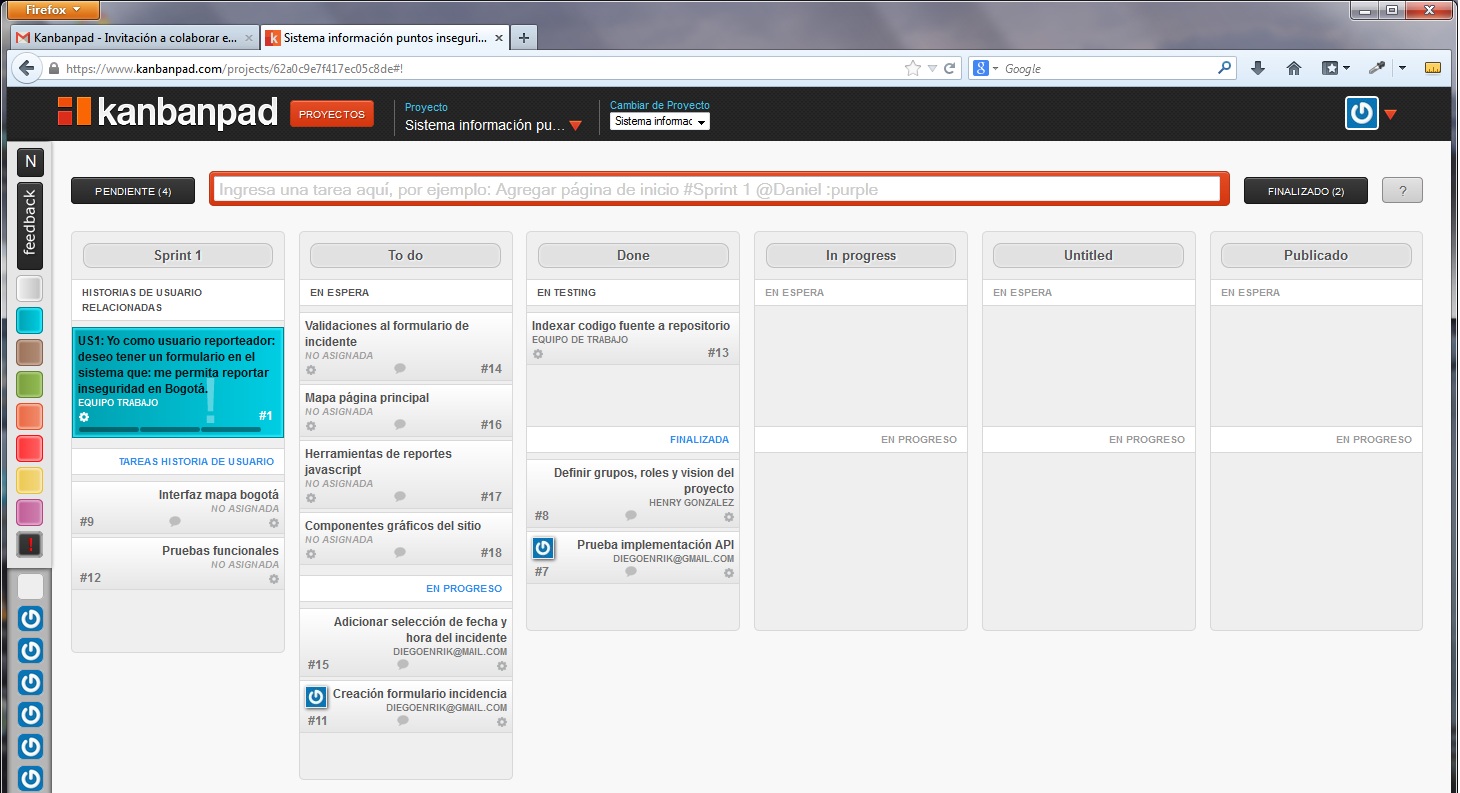 Firefox
Kanbanpad - Invitación a colaborar e...
Sistema información puntos inseguri...
https://www.kanbanpad.com/projects/62a0c9e7f417ec05c8de#!
Google
kanbanpad
PROYECTOS
Proyecto
Sistema información pu...
Cambiar de Proyecto
Sistema informac
N
feedback
PENDIENTE (4)
Ingresa una tarea aquí, por ejemplo: Agregar página de inicio #Sprint 1 @Daniel :purple
FINALIZADO (2)
?
Sprint 1
HISTORIAS DE USUARIO
RELACIONADAS
US1: Yo como usuario reporteador:
deseo tener un formulario en el
sistema que: me permita reportar
inseguridad en Bogotá.
EQUIPO TRABAJO
#1
TAREAS HISTORIA DE USUARIO
Interfaz mapa bogotá
NO ASIGNADA
#9
Pruebas funcionales
NO ASIGNADA
#12
To do
EN ESPERA
Validaciones al formulario de
incidente
NO ASIGNADA
#14
Mapa página principal
NO ASIGNADA
#16
Herramientas de reportes
javascript
NO ASIGNADA
#17
Componentes gráficos del sitio
NO ASIGNADA
#18
EN PROGRESO
Adicionar selección de fecha y
hora del incidente
DIEGOENRIK@MAIL.COM
#15
Creación formulario incidencia
DIEGOENRIK@GMAIL.COM
#11
Done
EN TESTING
Indexar codigo fuente a repositorio
EQUIPO DE TRABAJO
#13
FINALIZADA
Definir grupos, roles y vision del
proyecto
HENRY GONZALEZ
#8
Prueba implementación API
DIEGOENRIK@GMAIL.COM
#7
In progress
EN ESPERA
EN PROGRESO
Untitled
EN ESPERA
EN PROGRESO
Publicado
EN ESPERA
EN PROGRESO